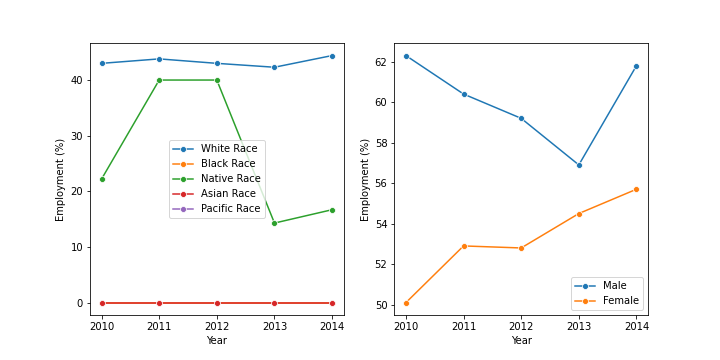 Employment (%)
40
30
20
10
0
2010 2011 2012 2013 2014
Year
White Race
Black Race
Native Race
Asian Race
Pacific Race
Employment (%)
62
60
58
56
54
52
50
2010 2011 2012 2013 2014
Year
Male
Female